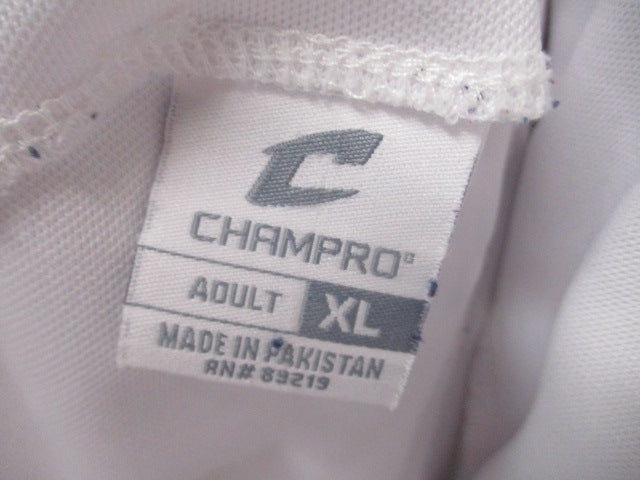 C
CHAMPRO®
ADULT XL
MADE IN PAKISTAN
RN# 89219